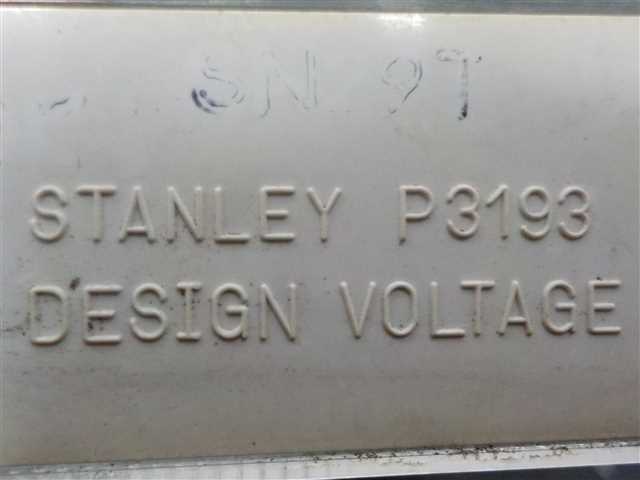 SN 9T
STANLEY P3193
DESIGN VOLTAGE